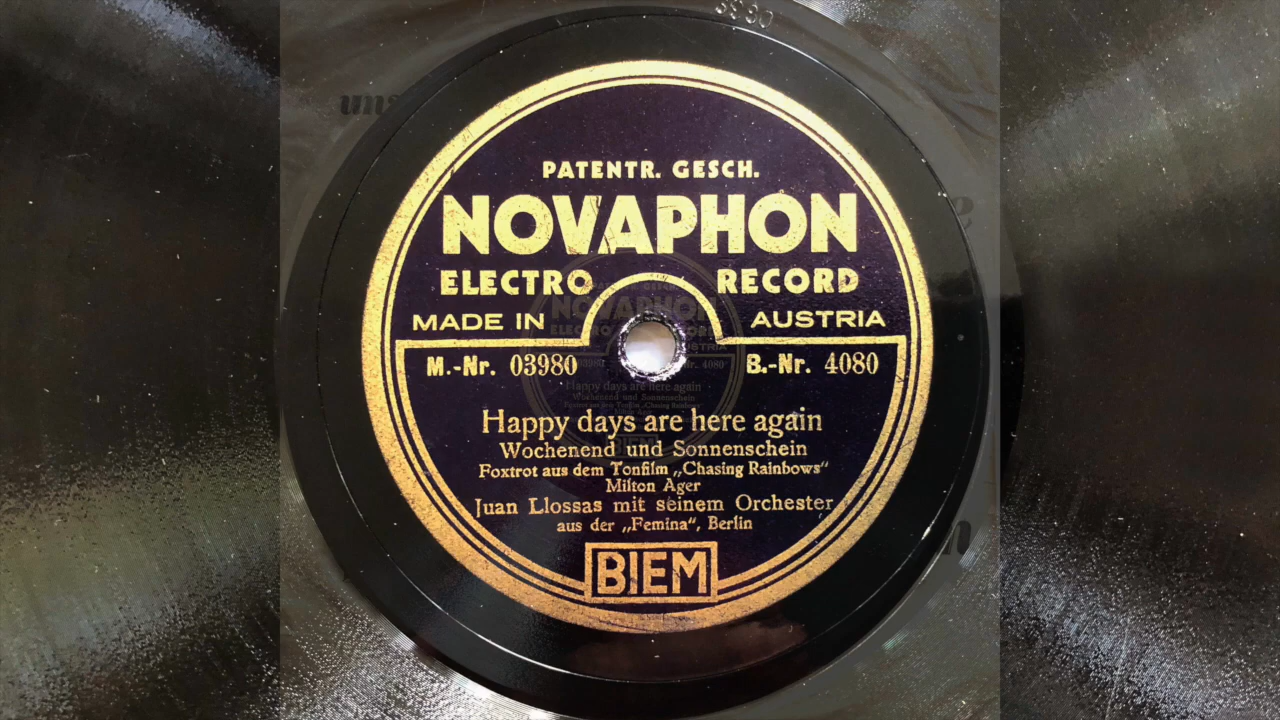 PATENTR. GESCH.
NOVAPHON
ELECTRO RECORD
MADE IN AUSTRIA
M.-Nr. 03980 B.-Nr. 4080
Happy days are here again
Wochenend und Sonnenschein
Foxtrot aus dem Tonfilm „Chasing Rainbows“
Milton Ager
Juan Llossas mit seinem Orchester
aus der „Femina“, Berlin
BIEM